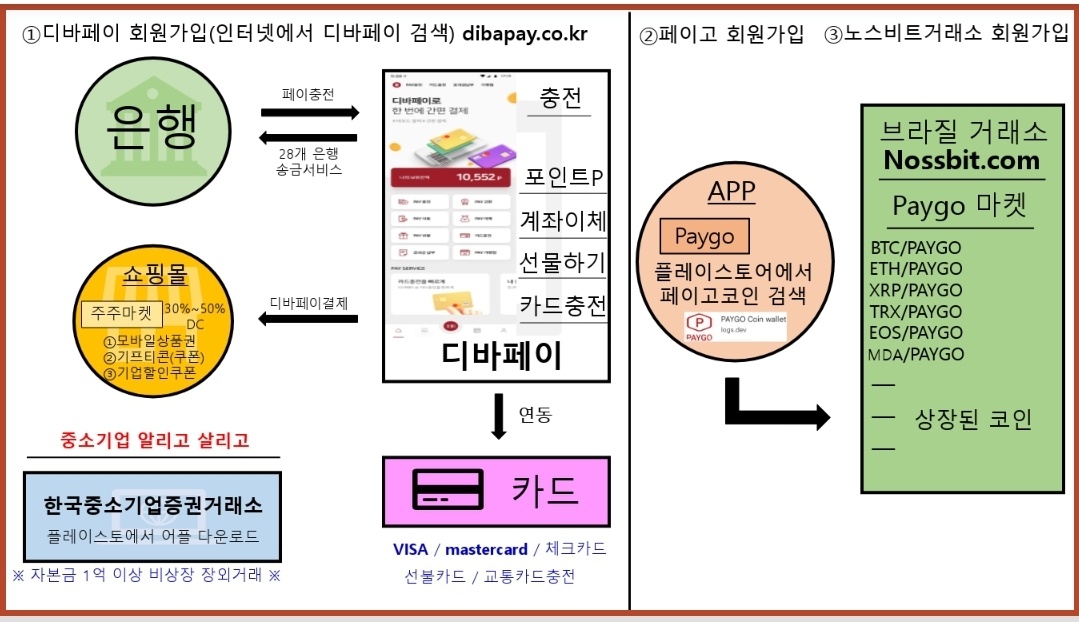 ①디바페이 회원가입(인터넷에서 디바페이 검색) dibapay.co.kr
은행
페이충전
28개 은행
송금서비스
디바페이로
한 번에 간편 결제
10,552 P
PAY SERVICE
카드충전을 빠르게
충전
포인트P
계좌이체
선물하기
카드충전
디바페이
쇼핑몰
주주마켓
30%~50%
DC
①모바일상품권
②기프티콘(쿠폰)
③기업할인쿠폰
디바페이결제
연동
중소기업 알리고 살리고
한국중소기업증권거래소
플레이스토에서 어플 다운로드
※ 자본금 1억 이상 비상장 장외거래 ※
카드
VISA / mastercard / 체크카드
선불카드 / 교통카드충전
②페이고 회원가입
③노스비트거래소 회원가입
APP
Paygo
플레이스토어에서
페이고코인 검색
PAYGO
PAYGO Coin wallet
logs.dev
브라질 거래소
Nossbit.com
Paygo 마켓
BTC/PAYGO
ETH/PAYGO
XRP/PAYGO
TRX/PAYGO
EOS/PAYGO
MDA/PAYGO
상장된 코인